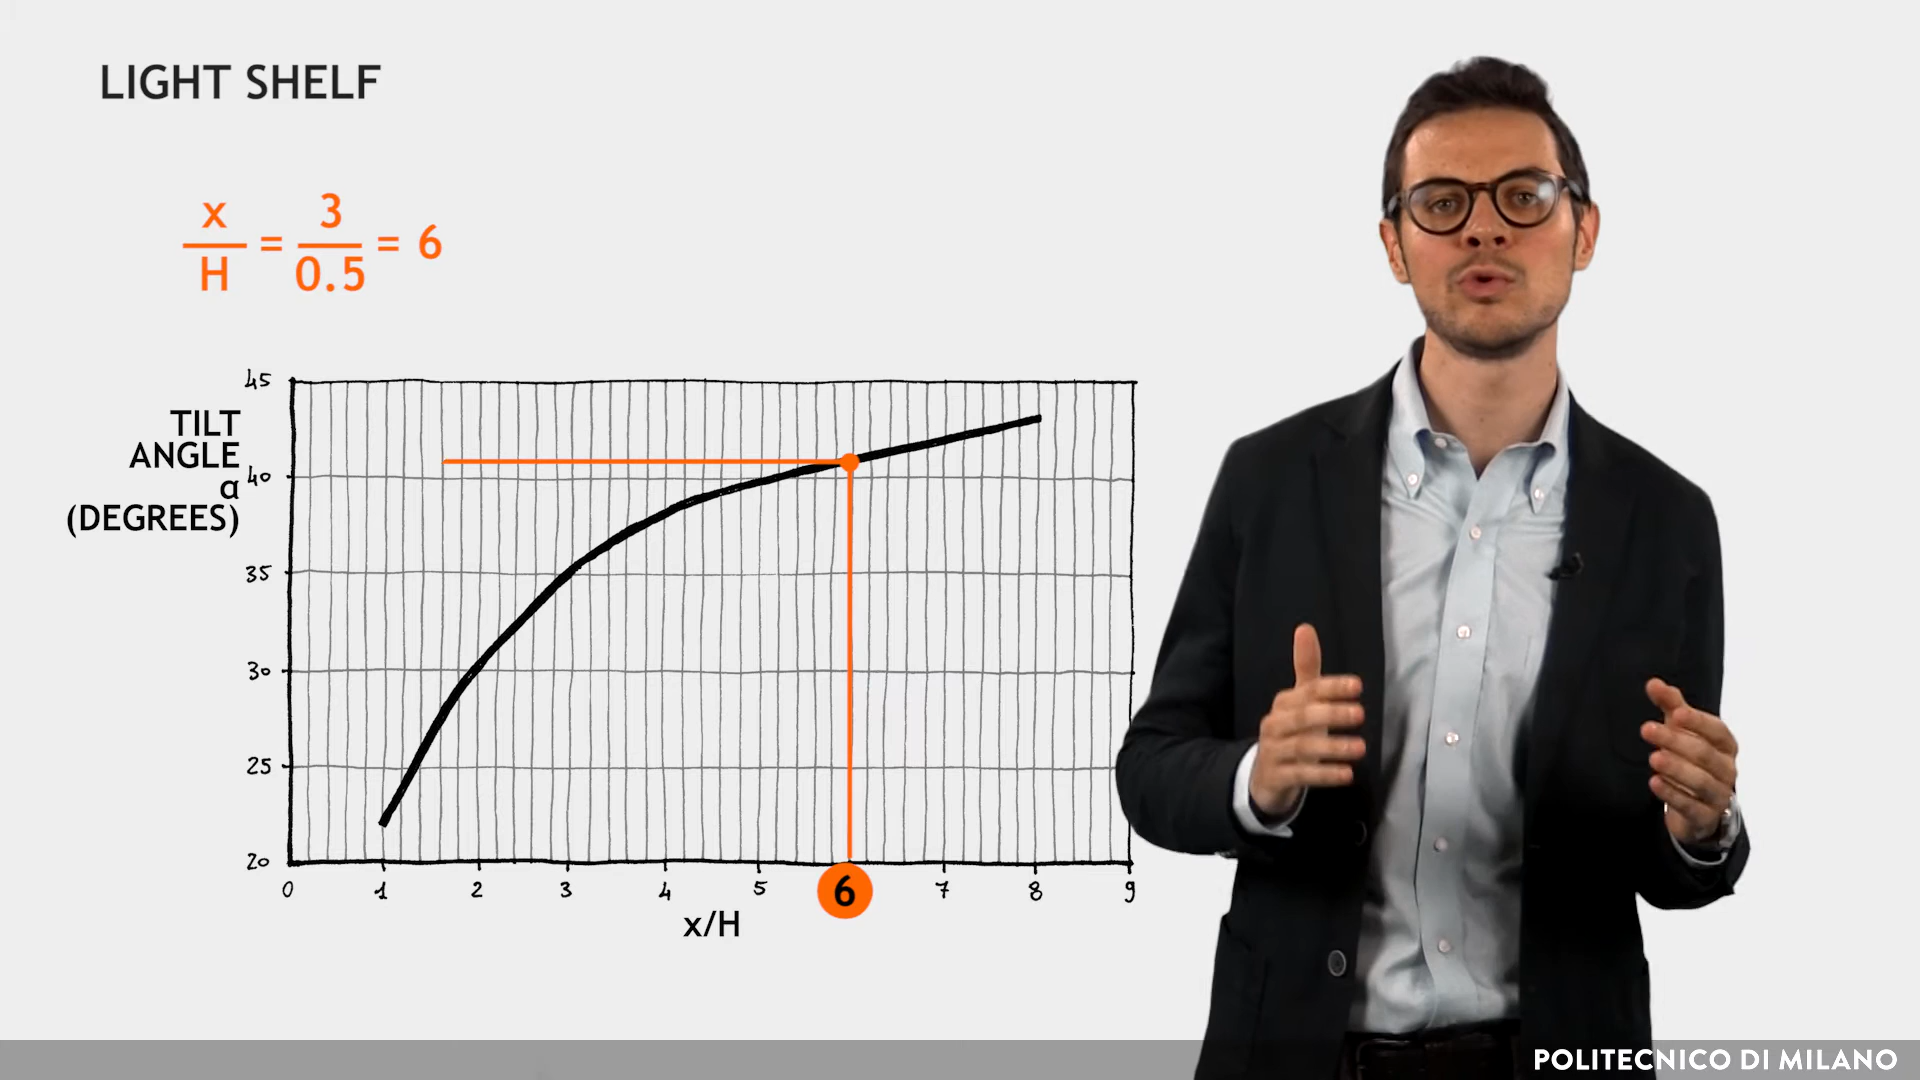 LIGHT SHELF
x/H = 3/0.5 = 6
45
TILT
ANGLE
α
(DEGREES)
40
35
30
25
20
0 1 2 3 4 5 6 7 8 9
x/H
POLITECNICO DI MILANO